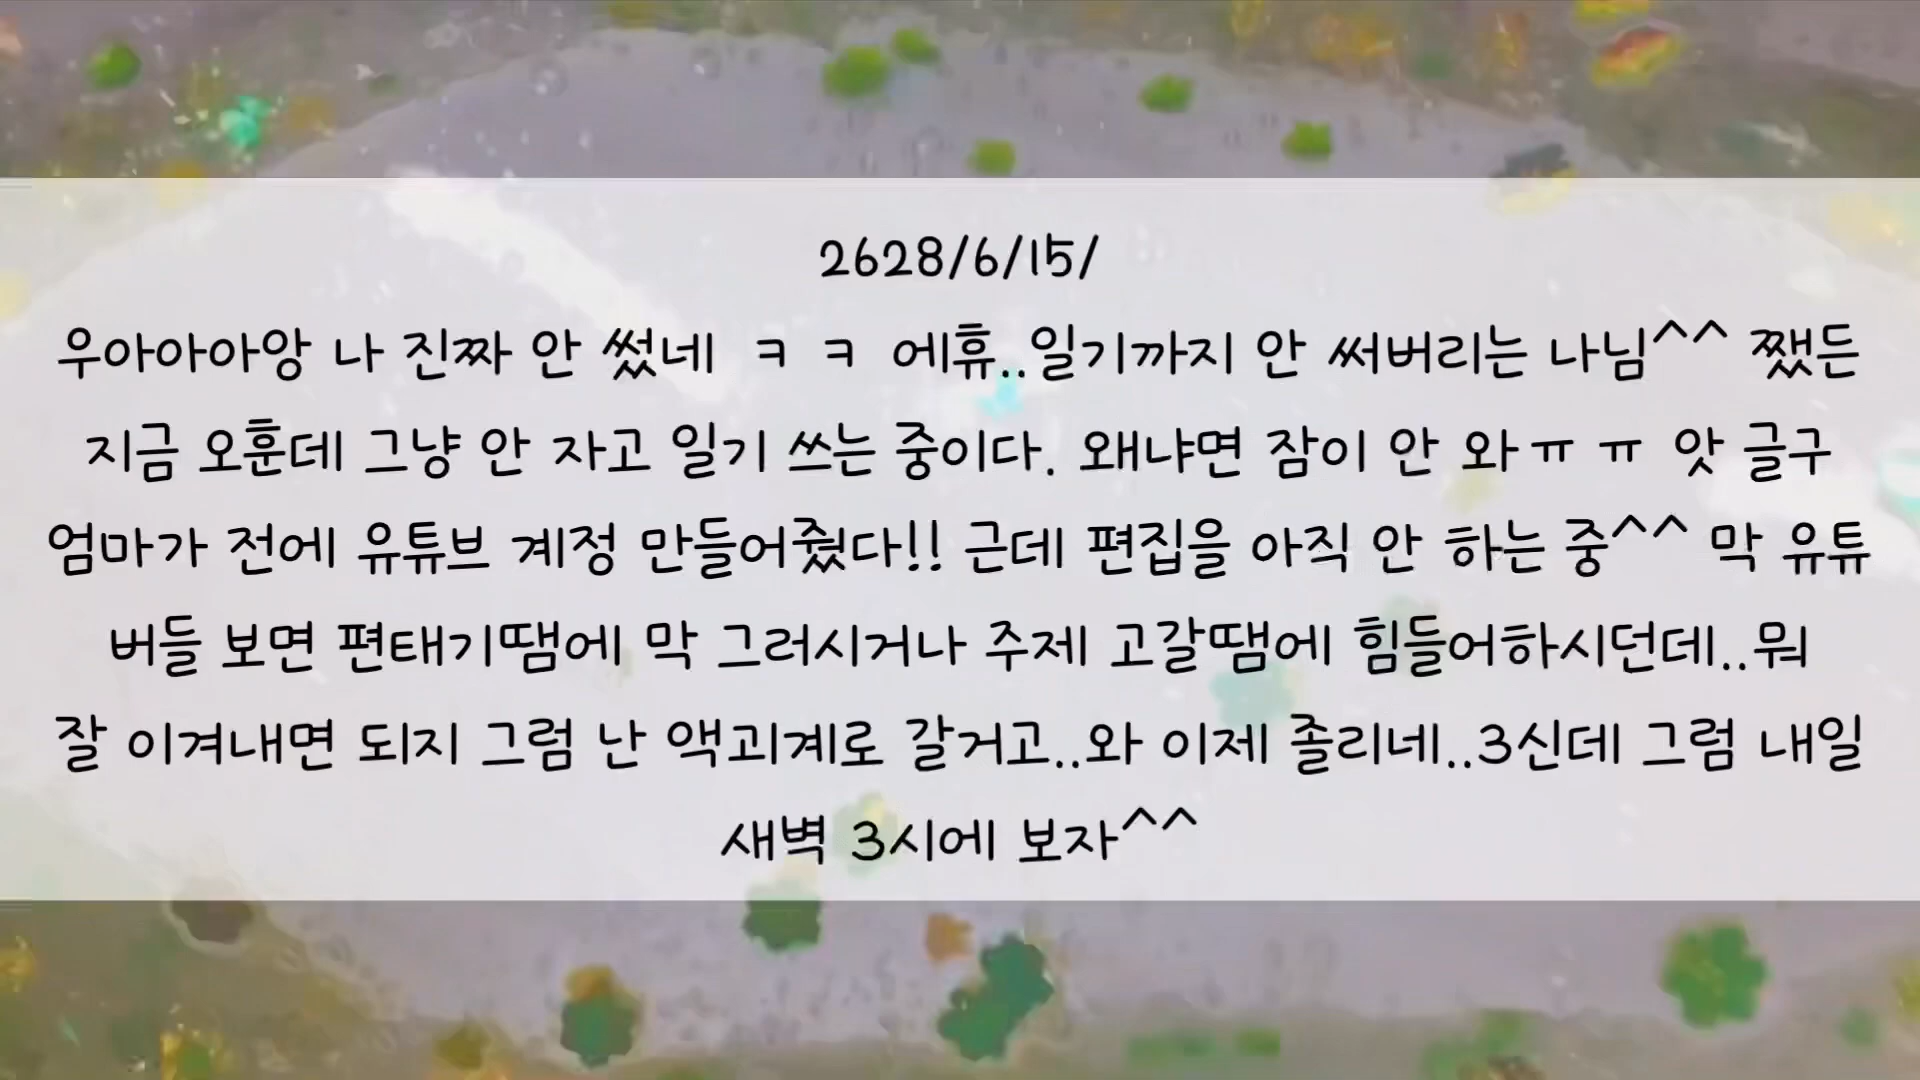 2628/6/15/
우아아아앙 나 진짜 안 썼네 ㅋ ㅋ 에휴..일기까지 안 써버리는 나님^^ 쨌든
지금 오훈데 그냥 안 자고 일기 쓰는 중이다. 왜냐면 잠이 안 와ㅠ ㅠ 앗 글구
엄마가 전에 유튜브 계정 만들어줬다!! 근데 편집을 아직 안 하는 중^^ 막 유튜
버들 보면 편태기땜에 막 그러시거나 주제 고갈땜에 힘들어하시던데..뭐
잘 이겨내면 되지 그럼 난 액괴계로 갈거고..와 이제 졸리네..3신데 그럼 내일
새벽 3시에 보자^^